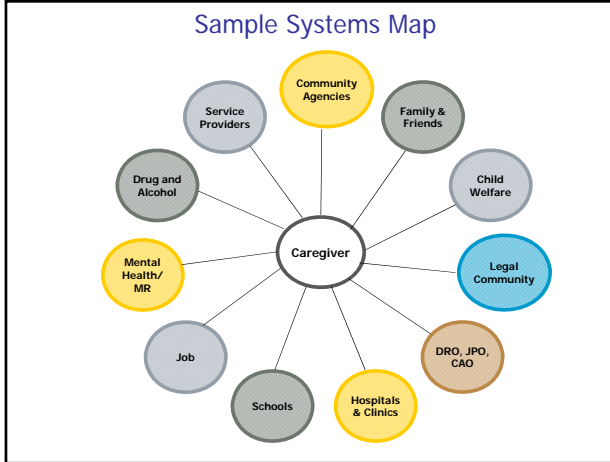 Sample Systems Map
Community
Agencies
Family &
Friends
Child
Welfare
Legal
Community
DRO, JPO,
CAO
Hospitals
& Clinics
Schools
Job
Mental
Health/
MR
Drug and
Alcohol
Service
Providers
Caregiver